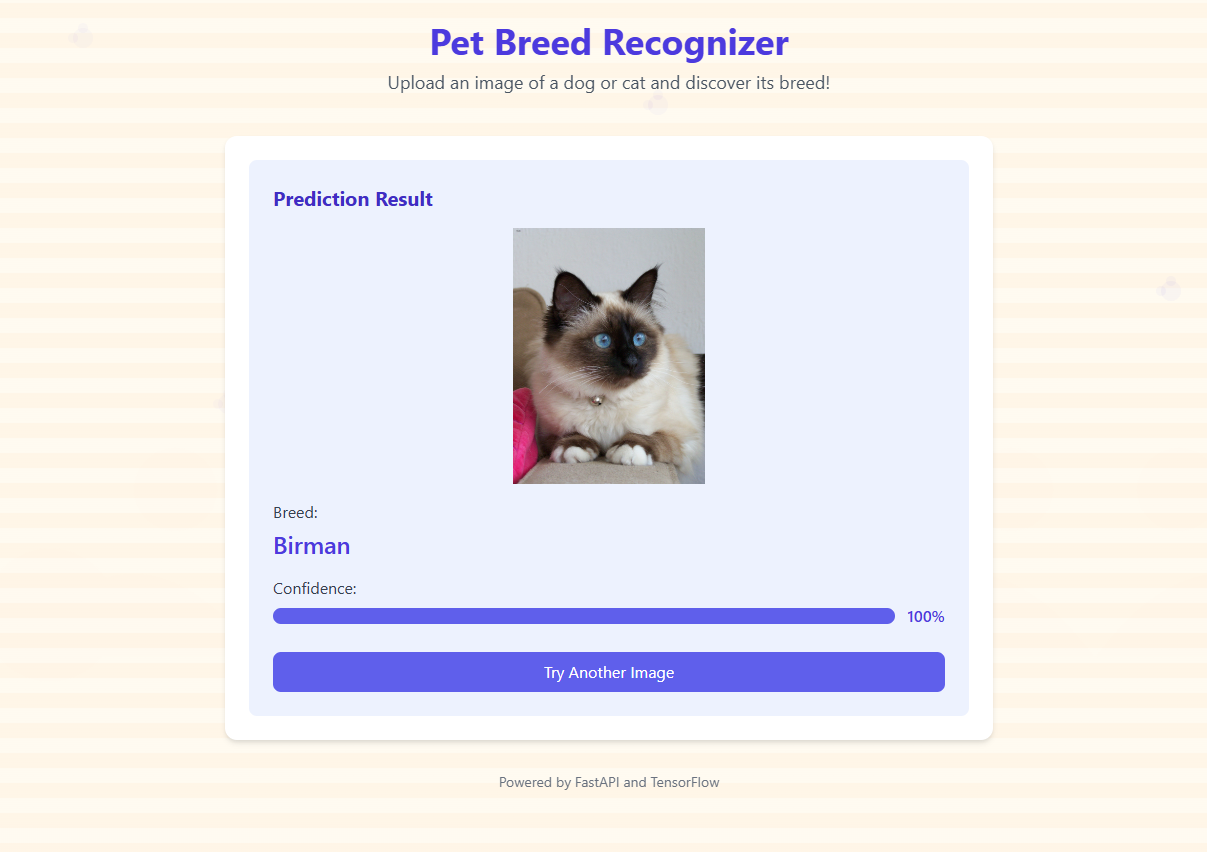 Pet Breed Recognizer
Upload an image of a dog or cat and discover its breed!
Prediction Result
Breed:
Birman
Confidence:
100%
Try Another Image
Powered by FastAPI and TensorFlow